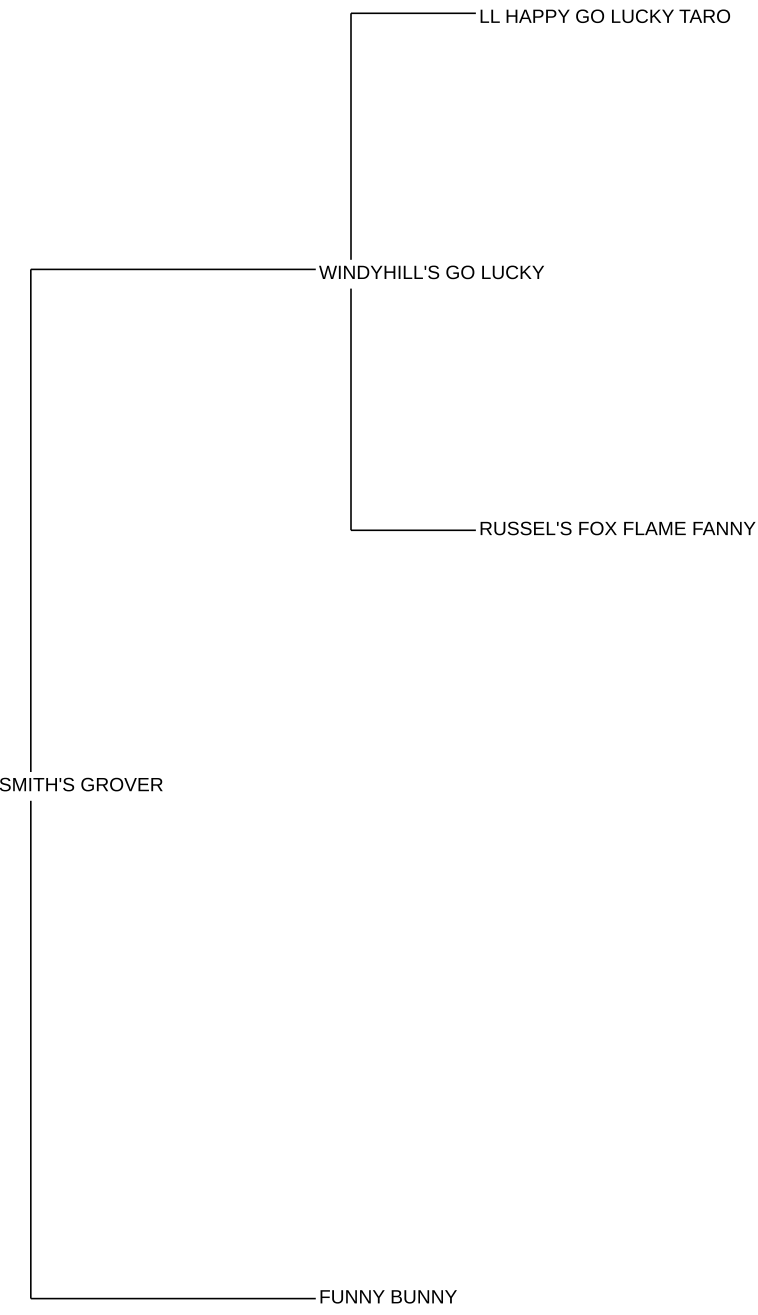 LL HAPPY GO LUCKY TARO
WINDYHILL'S GO LUCKY
RUSSEL'S FOX FLAME FANNY
SMITH'S GROVER
FUNNY BUNNY